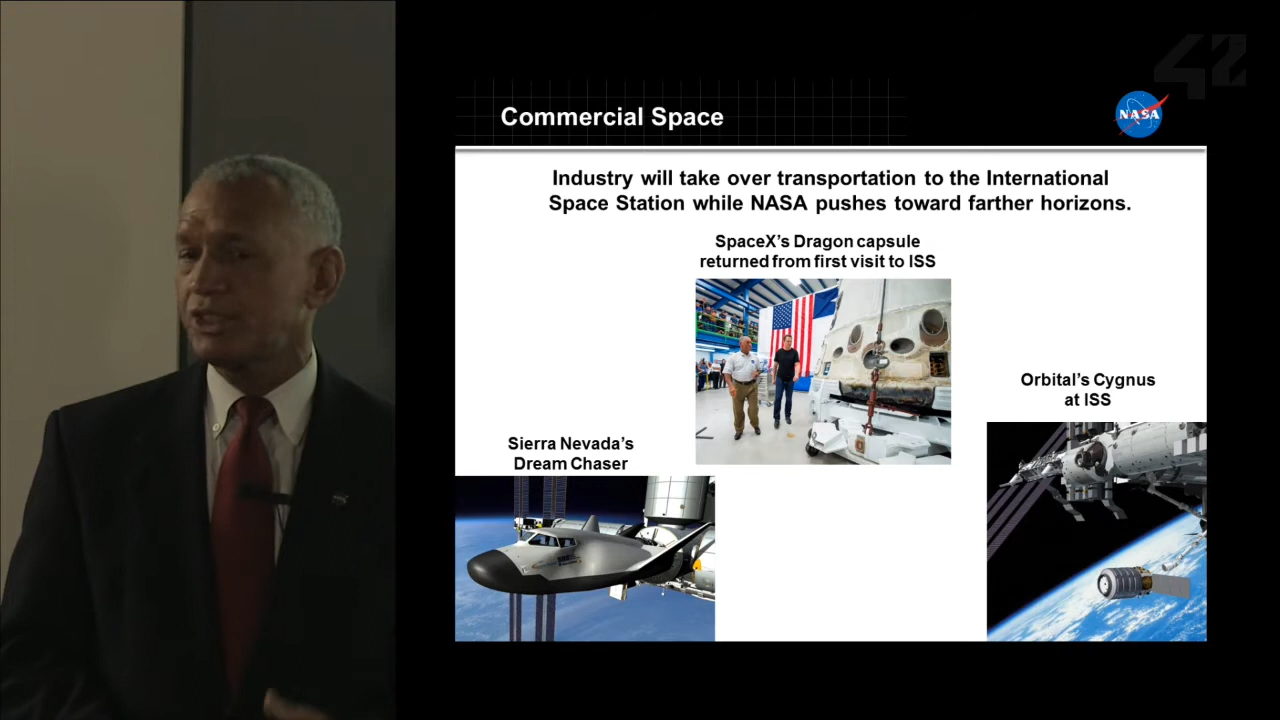 42
Commercial Space
NASA
Industry will take over transportation to the International
Space Station while NASA pushes toward farther horizons.
SpaceX's Dragon capsule
returned from first visit to ISS
Orbital's Cygnus
at ISS
Sierra Nevada's
Dream Chaser